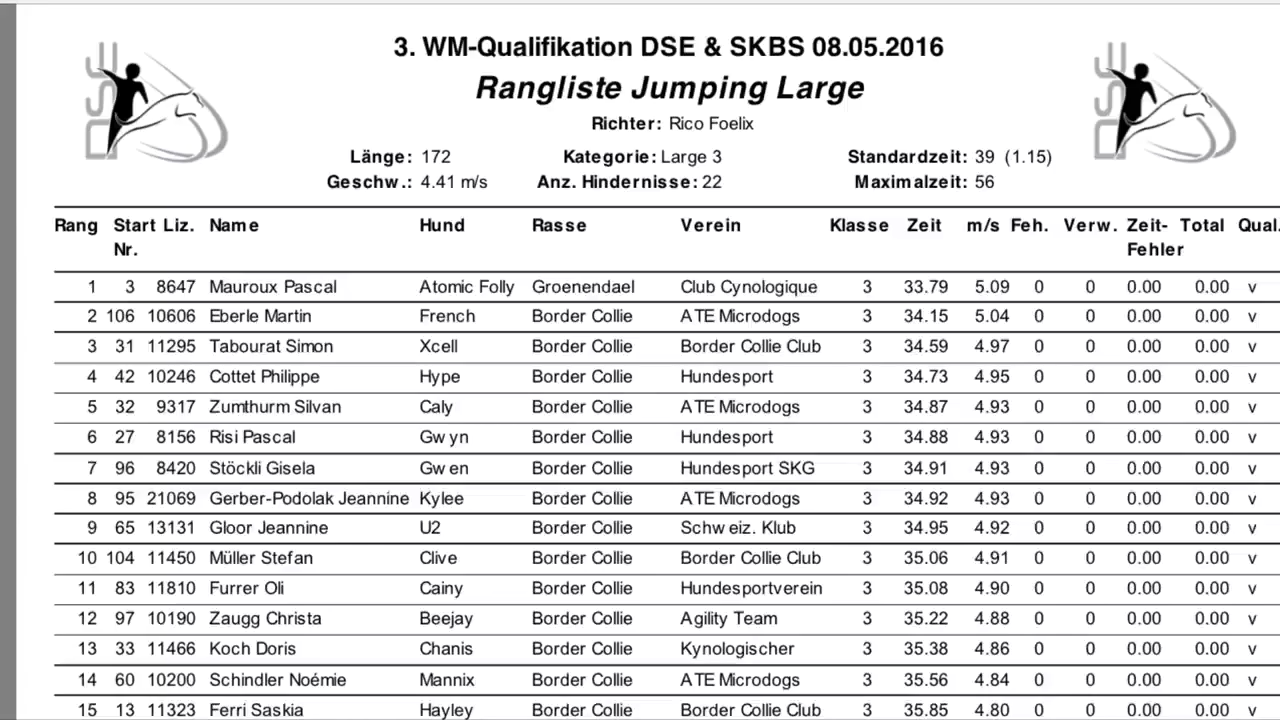 3. WM-Qualifikation DSE & SKBS 08.05.2016
Rangliste Jumping Large
DSE
DSE
Richter: Rico Foelix
Länge: 172 Kategorie: Large 3 Standardzeit: 39 (1.15)
Geschw.: 4.41 m/s Anz. Hindernisse: 22 Maximalzeit: 56
Rang Start Liz. Name Hund Rasse Verein Klasse Zeit m/s Feh. Verw. Zeit- Total Qual.
Nr. Fehler
1 3 8647 Mauroux Pascal Atomic Folly Groenendael Club Cynologique 3 33.79 5.09 0 0 0.00 0.00 v
2 106 10606 Eberle Martin French Border Collie ATE Microdogs 3 34.15 5.04 0 0 0.00 0.00 v
3 31 11295 Tabourat Simon Xcell Border Collie Border Collie Club 3 34.59 4.97 0 0 0.00 0.00 v
4 42 10246 Cottet Philippe Hype Border Collie Hundesport 3 34.73 4.95 0 0 0.00 0.00 v
5 32 9317 Zumthurm Silvan Caly Border Collie ATE Microdogs 3 34.87 4.93 0 0 0.00 0.00 v
6 27 8156 Risi Pascal Gwyn Border Collie Hundesport 3 34.88 4.93 0 0 0.00 0.00 v
7 96 8420 Stöckli Gisela Gwen Border Collie Hundesport SKG 3 34.91 4.93 0 0 0.00 0.00 v
8 95 21069 Gerber-Podolak Jeannine Kylee Border Collie ATE Microdogs 3 34.92 4.93 0 0 0.00 0.00 v
9 65 13131 Gloor Jeannine U2 Border Collie Schweiz. Klub 3 34.95 4.92 0 0 0.00 0.00 v
10 104 11450 Müller Stefan Clive Border Collie Border Collie Club 3 35.06 4.91 0 0 0.00 0.00 v
11 83 11810 Furrer Oli Cainy Border Collie Hundesportverein 3 35.08 4.90 0 0 0.00 0.00 v
12 97 10190 Zaugg Christa Beejay Border Collie Agility Team 3 35.22 4.88 0 0 0.00 0.00 v
13 33 11466 Koch Doris Chanis Border Collie Kynologischer 3 35.38 4.86 0 0 0.00 0.00 v
14 60 10200 Schindler Noémie Mannix Border Collie ATE Microdogs 3 35.56 4.84 0 0 0.00 0.00 v
15 13 11323 Ferri Saskia Hayley Border Collie Border Collie Club 3 35.85 4.80 0 0 0.00 0.00 v